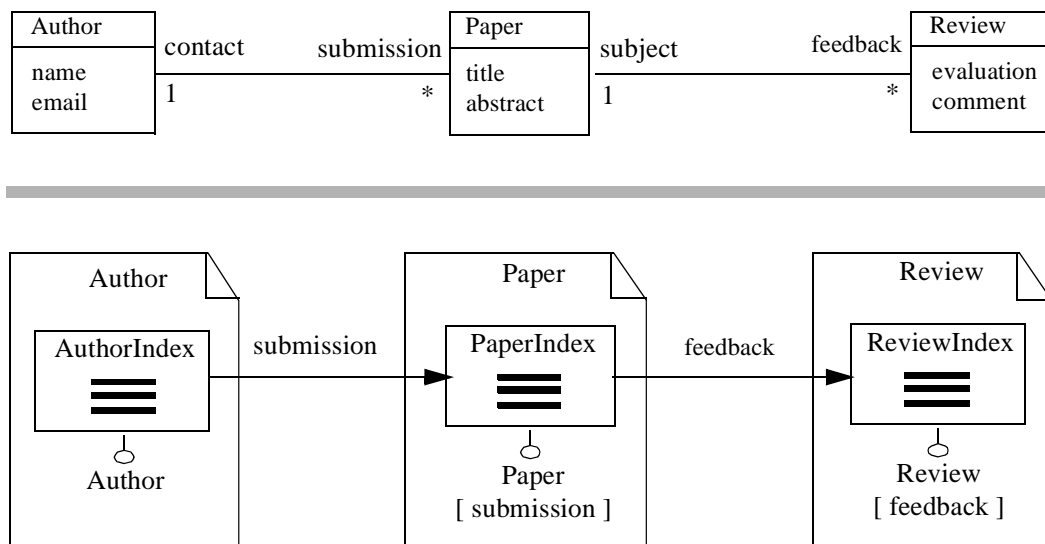 Author
name
email
contact
1
submission
*
Paper
title
abstract
subject
1
feedback
*
Review
evaluation
comment
Author
AuthorIndex
Author
submission
Paper
PaperIndex
Paper
[ submission ]
feedback
Review
ReviewIndex
Review
[ feedback ]